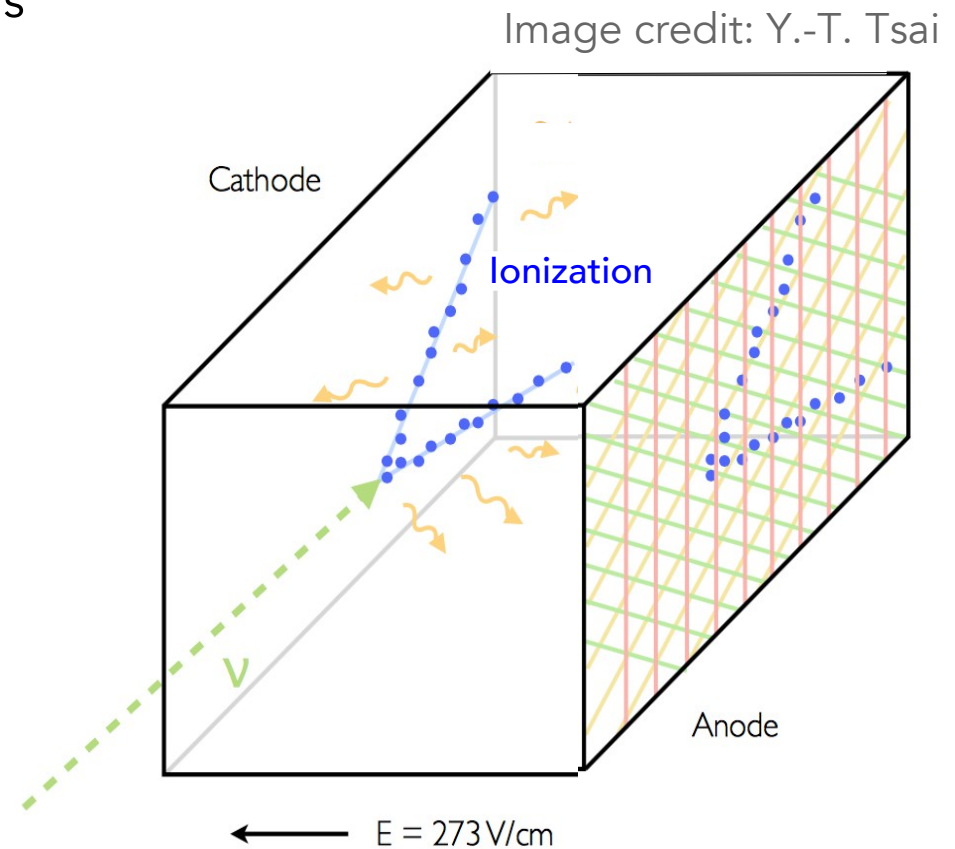 s
Image credit: Y.-T. Tsai
Cathode
Ionization
ν
Anode
E = 273 V/cm